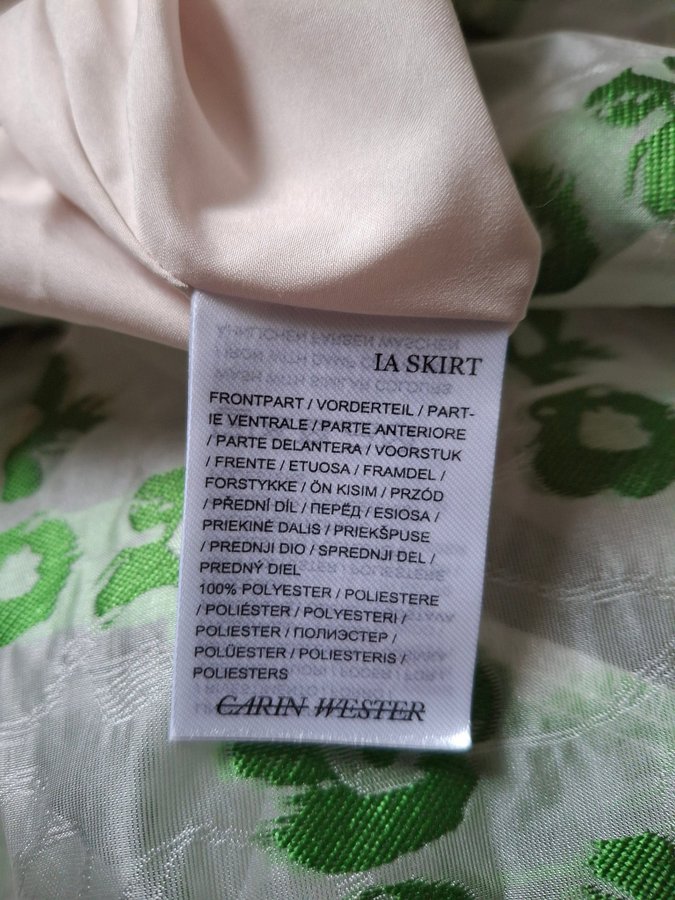 IA SKIRT
FRONTPART / VORDERTEIL / PART-
IE VENTRALE / PARTE ANTERIORE
/ PARTE DELANTERA / VOORSTUK
/ FRENTE / ETUOSA / FRAMDEL /
FORSTYKKE / ÖN KISIM / PRZÓD
/ PŘEDNÍ DÍL / ПЕРЁД / ESIOSA /
PRIEKINĖ DALIS / PRIEKŠPUSE
/ PREDNJI DIO / SPREDNJI DEL /
PREDNÝ DIEL
100% POLYESTER / POLIESTERE
/ POLIÉSTER / POLYESTERI /
POLIESTER / ПОЛИЭСТЕР /
POLÜESTER / POLIESTERIS /
POLIESTERS
CARIN WESTER